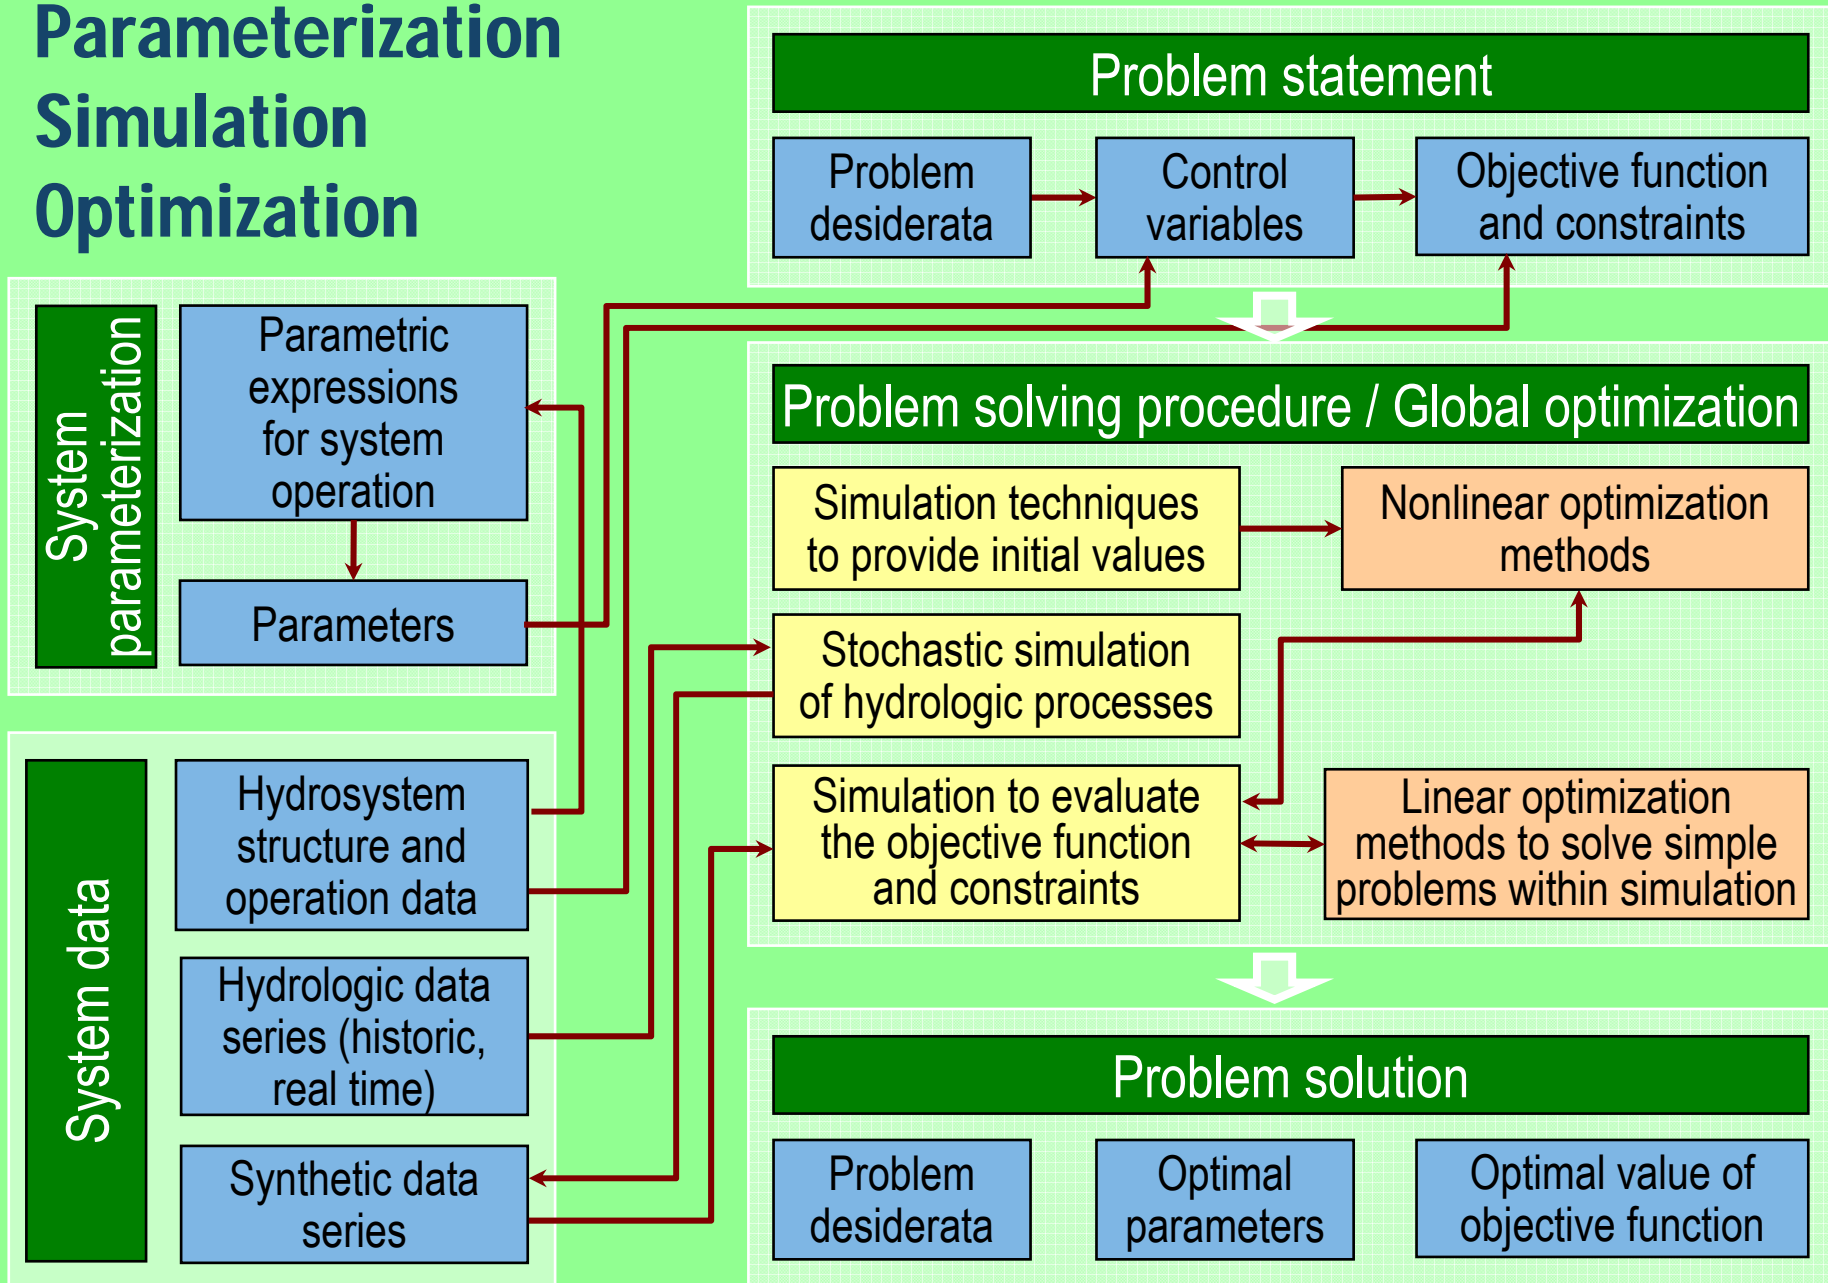 Parameterization
Simulation
Optimization
Problem statement
Problem
desiderata
Control
variables
Objective function
and constraints
System
parameterization
Parametric
expressions
for system
operation
Parameters
Problem solving procedure / Global optimization
Simulation techniques
to provide initial values
Nonlinear optimization
methods
Stochastic simulation
of hydrologic processes
Simulation to evaluate
the objective function
and constraints
Linear optimization
methods to solve simple
problems within simulation
System data
Hydrosystem
structure and
operation data
Hydrologic data
series (historic,
real time)
Synthetic data
series
Problem solution
Problem
desiderata
Optimal
parameters
Optimal value of
objective function